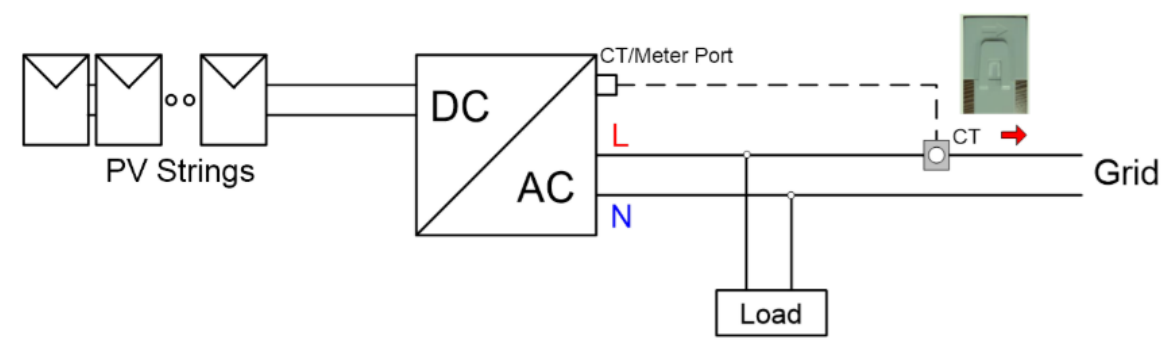 CT/Meter Port
DC
L
CT
PV Strings
Grid
AC
N
Load